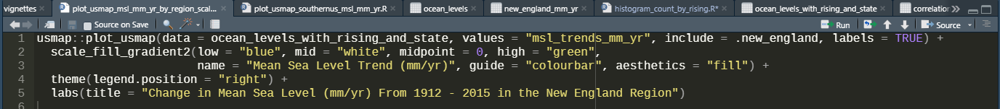 vignettes plot_usmap_msl_mm_yr_by_region_scal... plot_usmap_southernus_msl_mm_yr.R ocean_levels new_england_mm_yr histogram_count_by_rising.R* ocean_levels_with_rising_and_state correlation
Source on Save Run Source
1 usmap::plot_usmap(data = ocean_levels_with_rising_and_state, values = "msl_trends_mm_yr", include = .new_england, labels = TRUE) +
2 scale_fill_gradient2(low = "blue", mid = "white", midpoint = 0, high = "green",
3 name = "Mean Sea Level Trend (mm/yr)", guide = "colourbar", aesthetics = "fill") +
4 theme(legend.position = "right") +
5 labs(title = "Change in Mean Sea Level (mm/yr) From 1912 - 2015 in the New England Region")
6